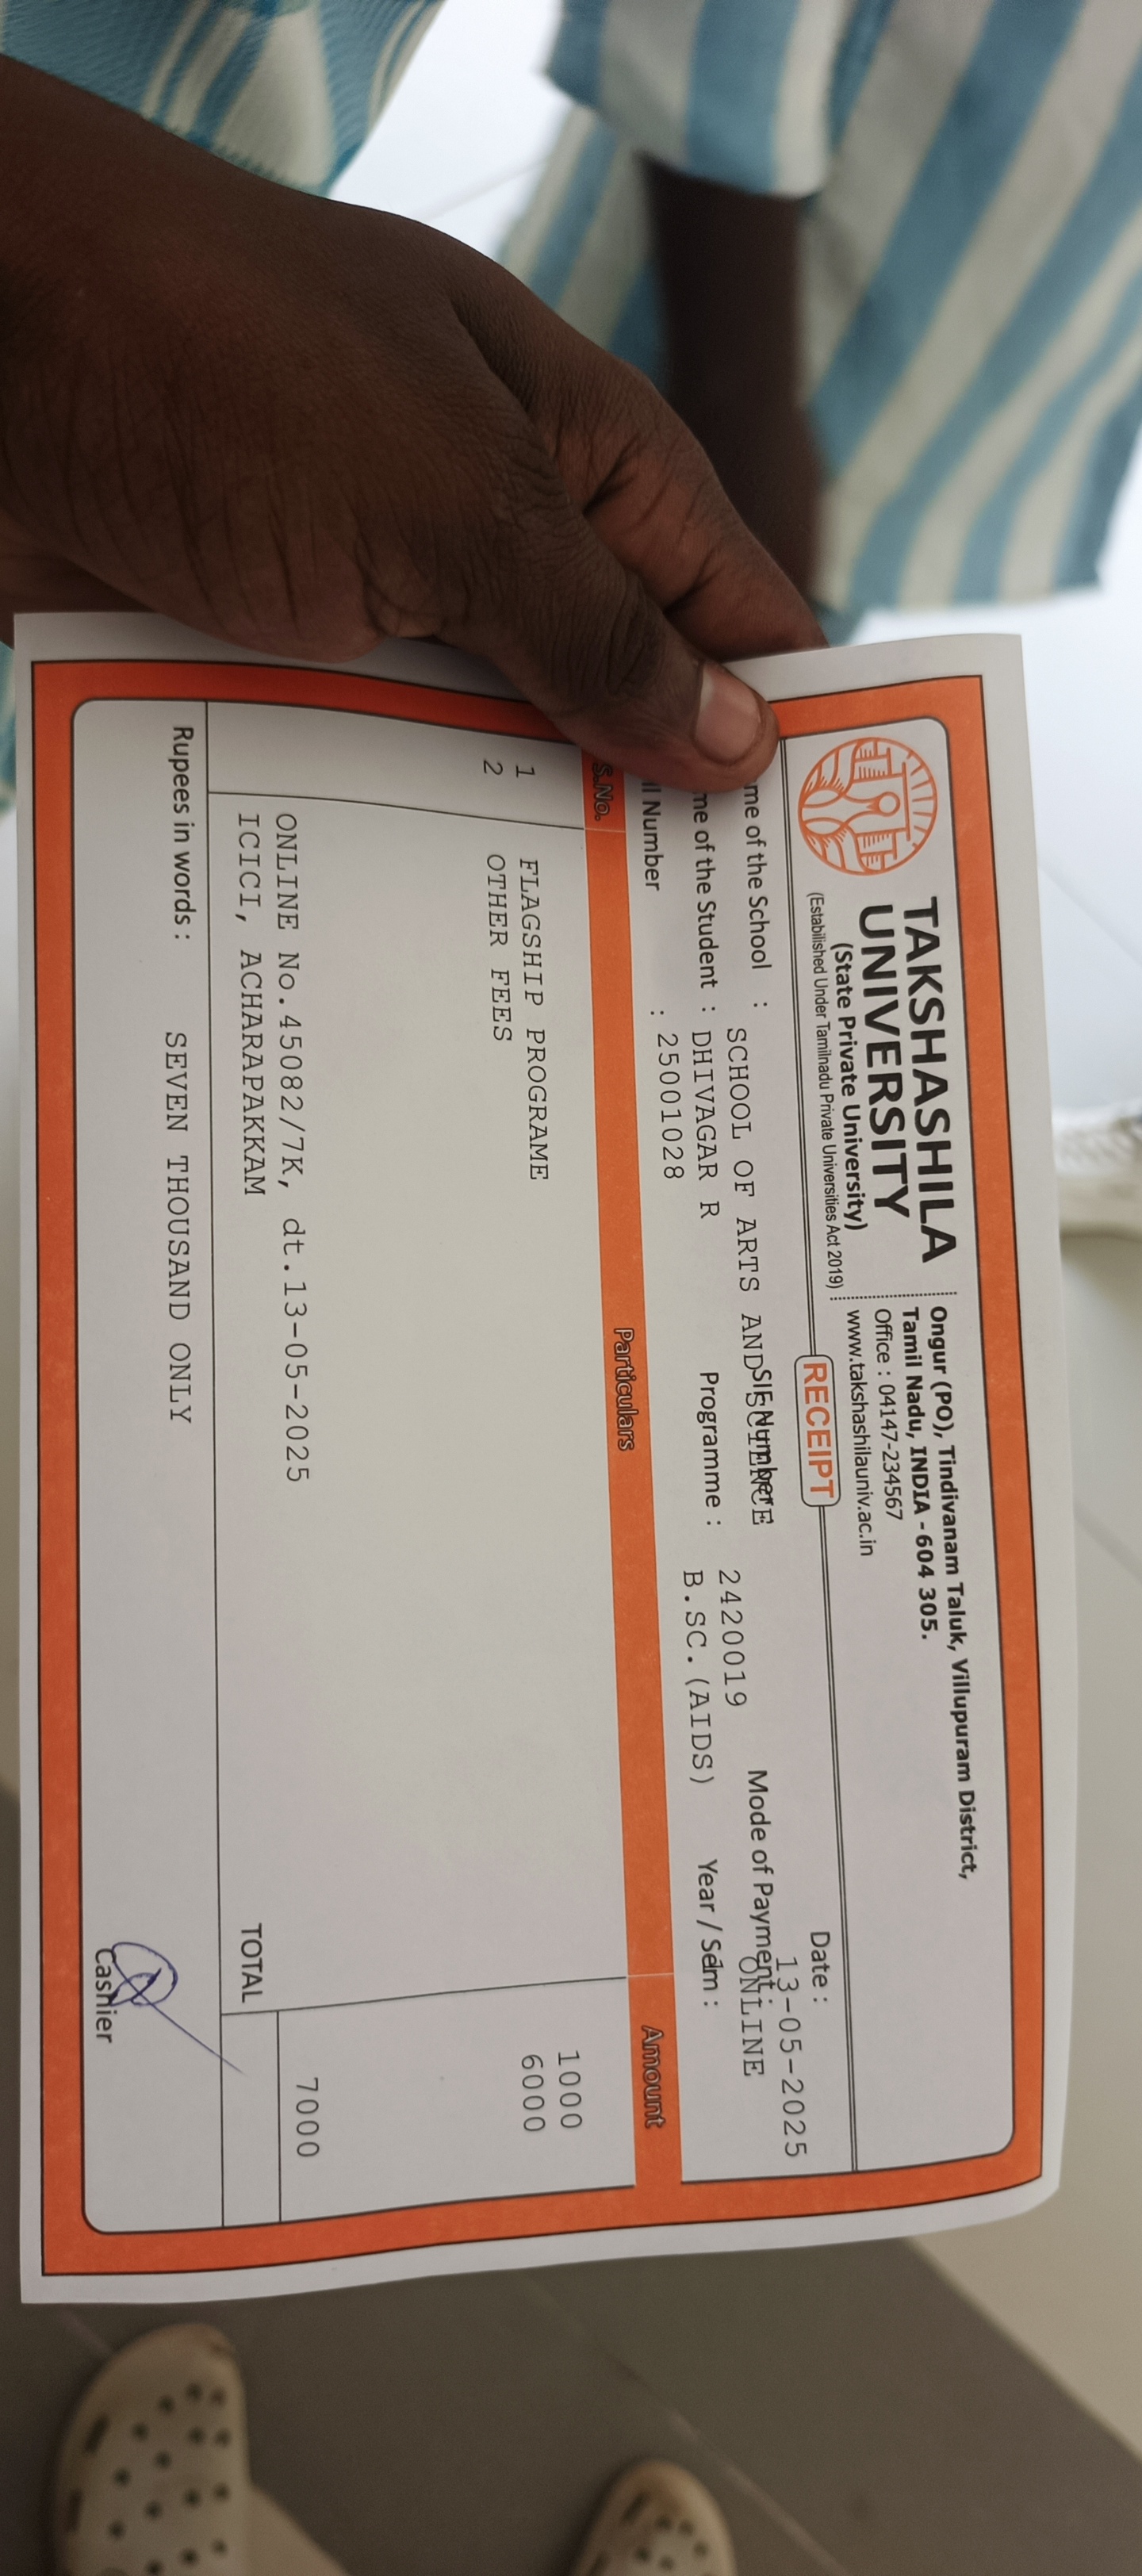 TAKSHASHILA
UNIVERSITY
(State Private University)
(Established Under Tamilnadu Private Universities Act 2019)
Ongur (PO), Tindivanam Taluk, Villupuram District,
Tamil Nadu, INDIA - 604 305.
Office : 04147-234567
www.takshashilauniv.ac.in
RECEIPT
Date : 13-05-2025
me of the School : SCHOOL OF ARTS AND SCIENCE SIF Number : 2420019 Mode of Payment : ONLINE
me of the Student : DHIVAGAR R Programme : B.SC.(AIDS) Year / Sem :
ll Number : 25001028
S.No. Particulars Amount
1 FLAGSHIP PROGRAME 1000
2 OTHER FEES 6000
ONLINE No.45082/7K, dt.13-05-2025 7000
ICICI, ACHARAPAKKAM
TOTAL
Rupees in words : SEVEN THOUSAND ONLY
Cashier